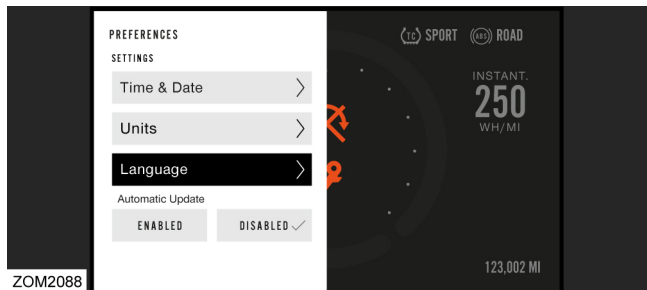 PREFERENCES
SETTINGS
Time & Date
Units
Language
Automatic Update
ENABLED
DISABLED
(TC) SPORT
(ABS) ROAD
INSTANT.
250
WH/MI
123,002 MI
ZOM2088